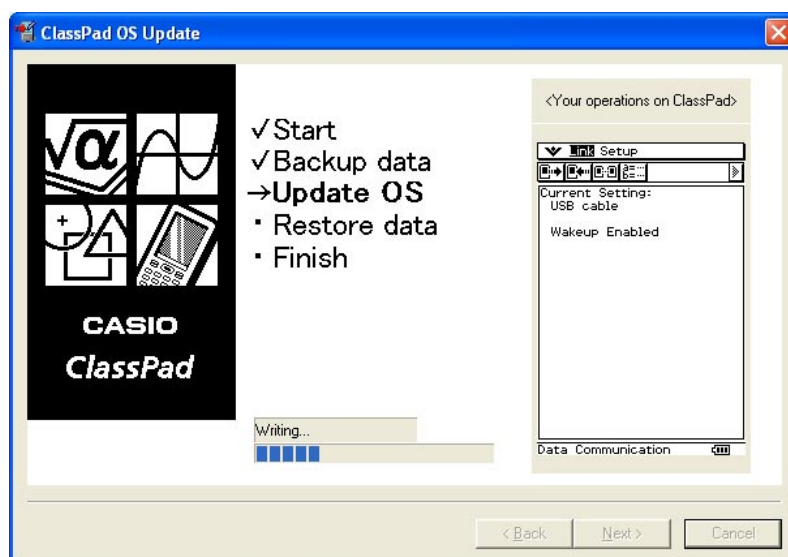 ClassPad OS Update
√α
CASIO
ClassPad
√Start
√Backup data
→Update OS
· Restore data
· Finish
Writing...
<Your operations on ClassPad>
Link Setup
Current Setting:
USB cable
Wakeup Enabled
Data Communication
< Back
Next >
Cancel